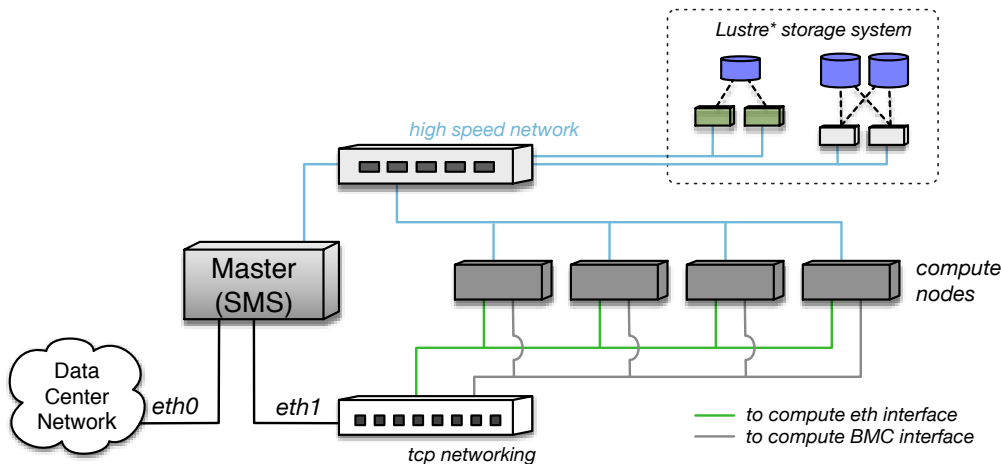 Lustre* storage system
high speed network
Master
(SMS)
compute
nodes
Data
Center
Network
eth0
eth1
tcp networking
to compute eth interface
to compute BMC interface